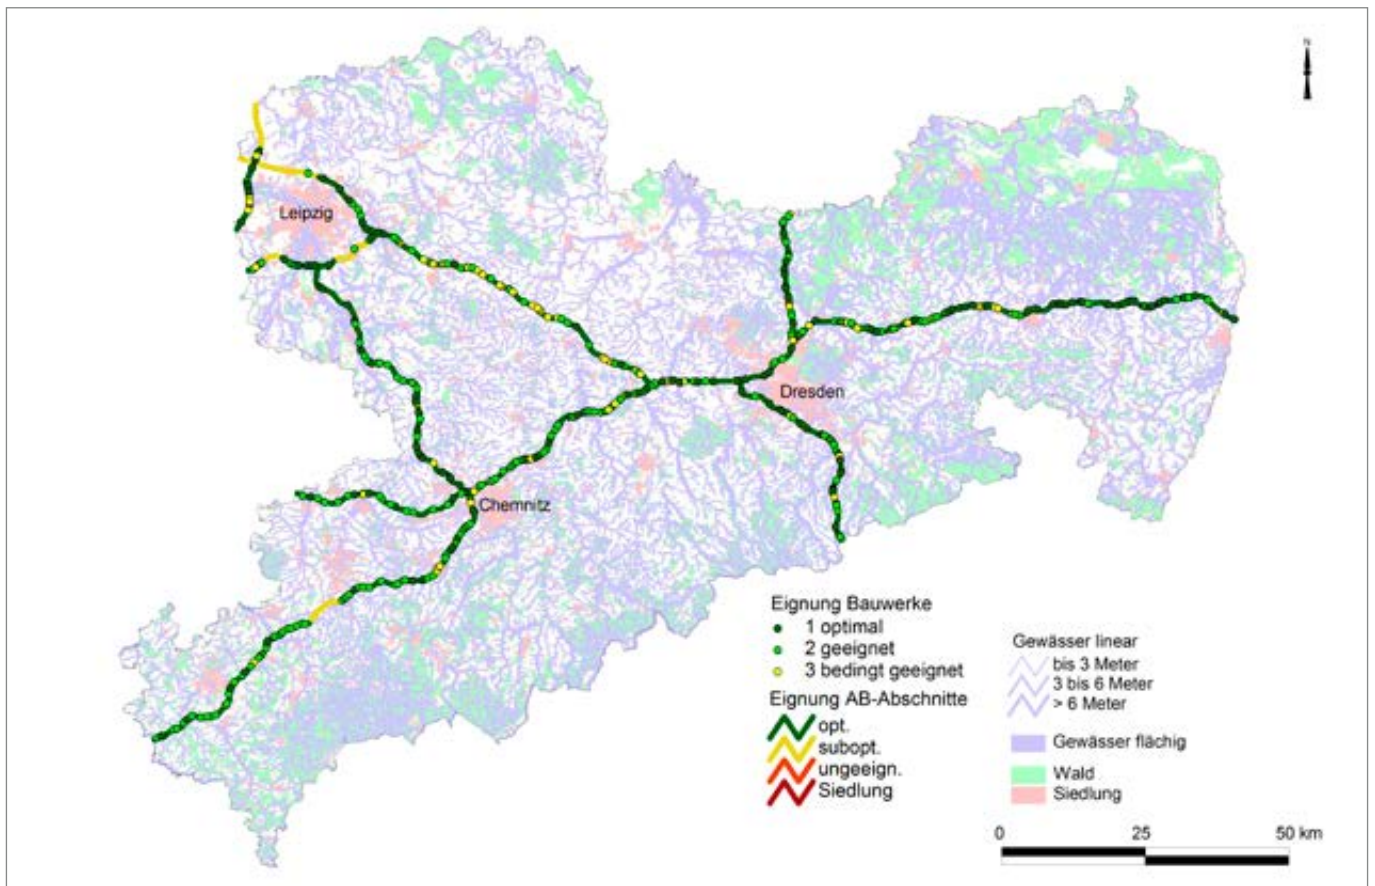 N
Leipzig
Dresden
Chemnitz
Eignung Bauwerke
1 optimal
2 geeignet
3 bedingt geeignet
Eignung AB-Abschnitte
opt.
subopt.
ungeeign.
Siedlung
Gewässer linear
bis 3 Meter
3 bis 6 Meter
> 6 Meter
Gewässer flächig
Wald
Siedlung
0 25 50 km